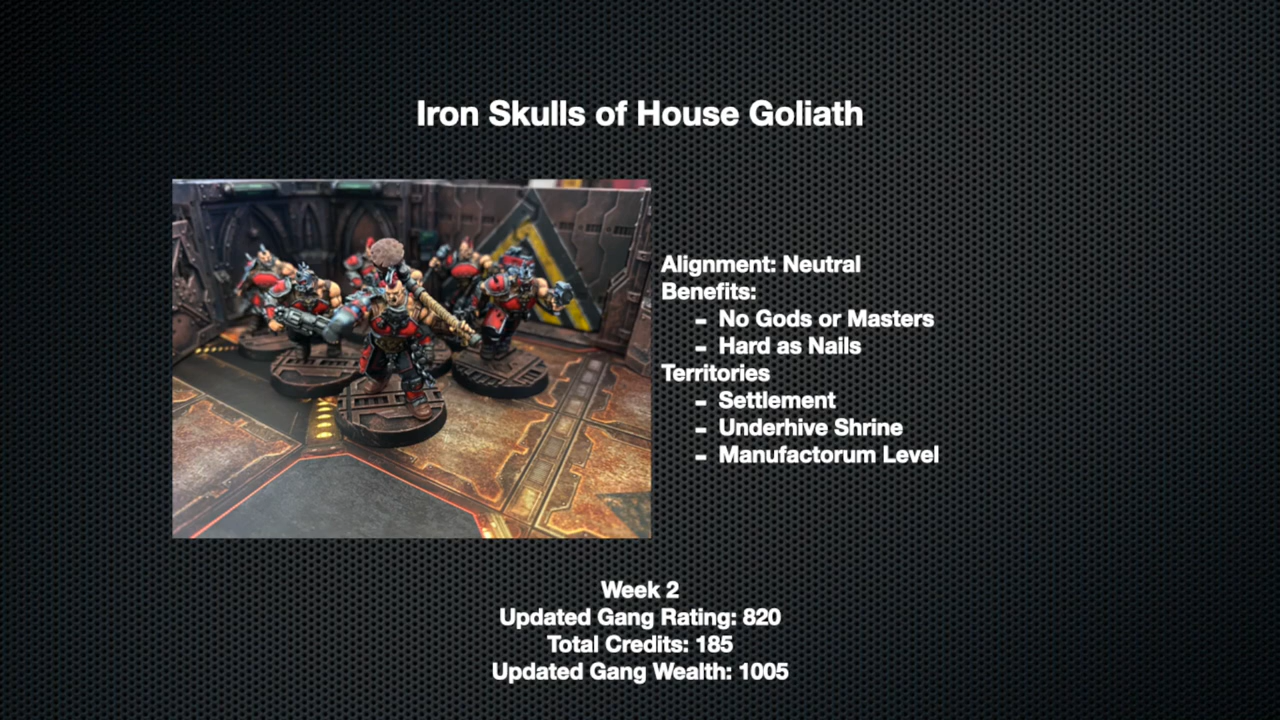 Iron Skulls of House Goliath
Alignment: Neutral
Benefits:
- No Gods or Masters
- Hard as Nails
Territories
- Settlement
- Underhive Shrine
- Manufactorum Level
Week 2
Updated Gang Rating: 820
Total Credits: 185
Updated Gang Wealth: 1005